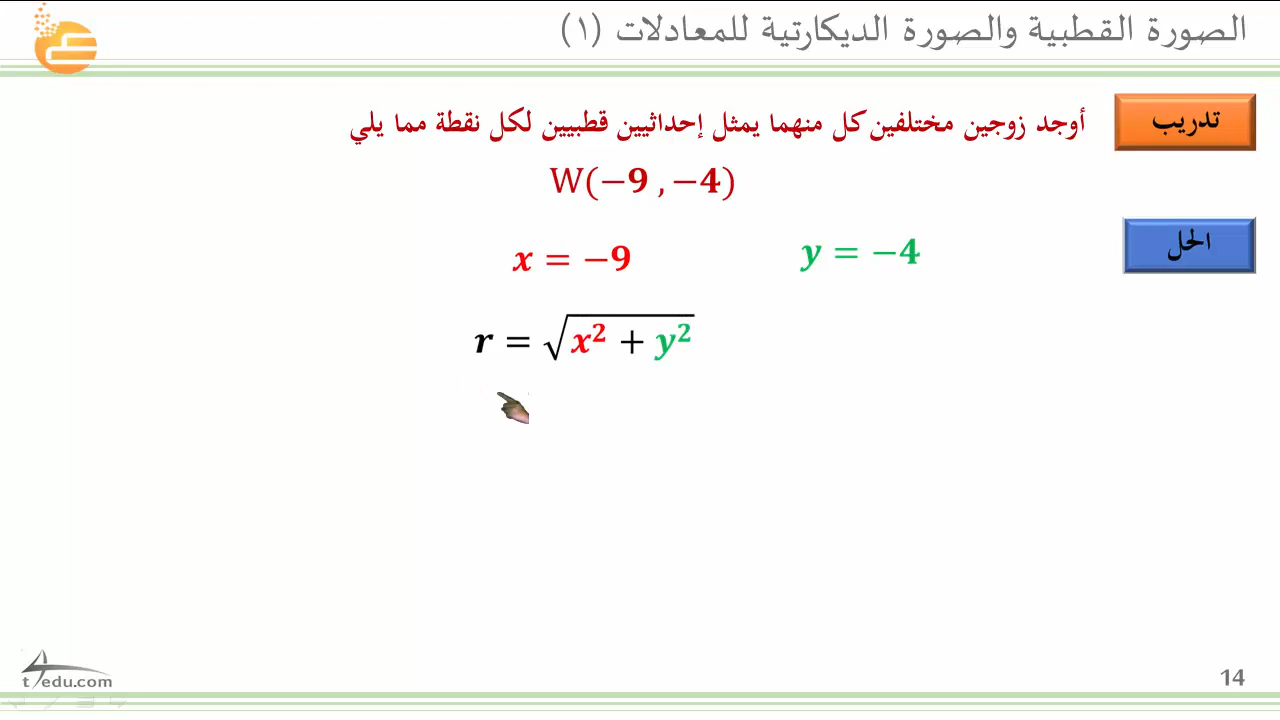 الصورة القطبية والصورة الديكارتية للمعادلات (١)
تدريب
أوجد زوجين مختلفين كل منهما يمثل إحداثيين قطبيين لكل نقطة مما يلي
W(−9 , −4)
الحل
x = −9
y = −4
r = √x² + y²
t4edu.com
14